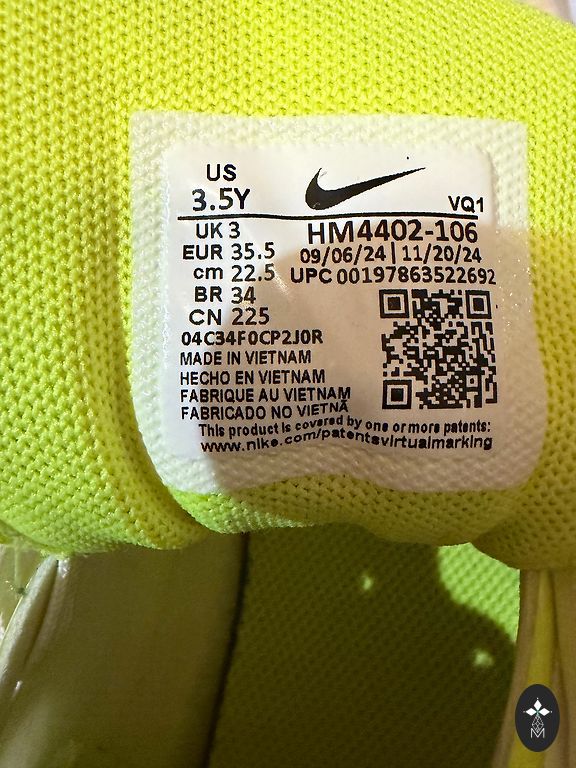 US
3.5Y
VQ1
UK 3
EUR 35.5
cm 22.5
BR 34
CN 225
HM4402-106
09/06/24 | 11/20/24
UPC 00197863522692
04C34F0CP2J0R
MADE IN VIETNAM
HECHO EN VIETNAM
FABRIQUE AU VIETNAM
FABRICADO NO VIETNÃ
This product is covered by one or more patents:
www.nike.com/patentsvirtualmarking
M